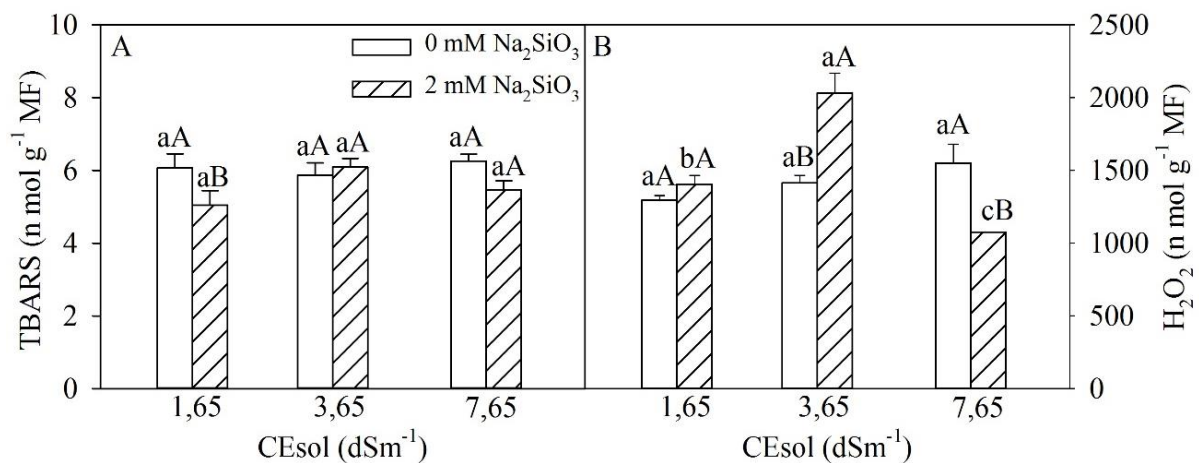 A
0 mM Na₂SiO₃
2 mM Na₂SiO₃
B
10
8
6
4
2
0
TBARS (n mol g⁻¹ MF)
aA
aB
aA
aA
aA
aA
aA
bA
aB
aA
aA
cB
2500
2000
1500
1000
500
0
H₂O₂ (n mol g⁻¹ MF)
1,65 3,65 7,65 1,65 3,65 7,65
CEsol (dSm⁻¹) CEsol (dSm⁻¹)